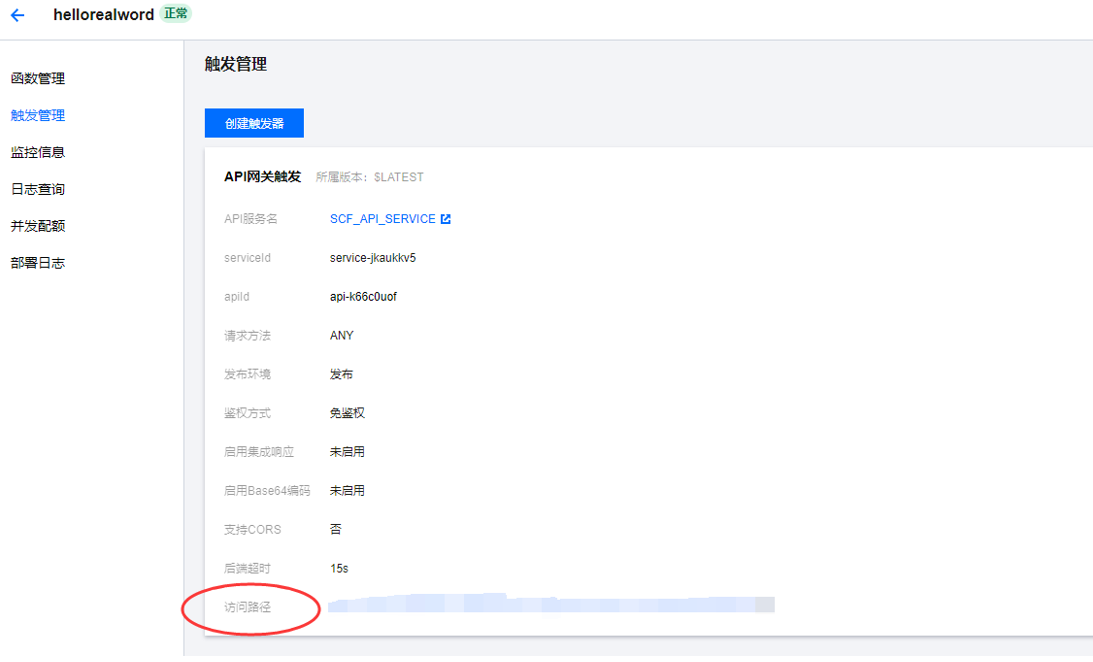 hellorealword 正常
函数管理
触发管理
监控信息
日志查询
并发配额
部署日志
触发管理
创建触发器
API网关触发 所属版本: $LATEST
API服务名 SCF_API_SERVICE
serviceId service-jkaukkv5
apiId api-k66c0uof
请求方法 ANY
发布环境 发布
鉴权方式 免鉴权
启用集成响应 未启用
启用Base64编码 未启用
支持CORS 否
后端超时 15s
访问路径